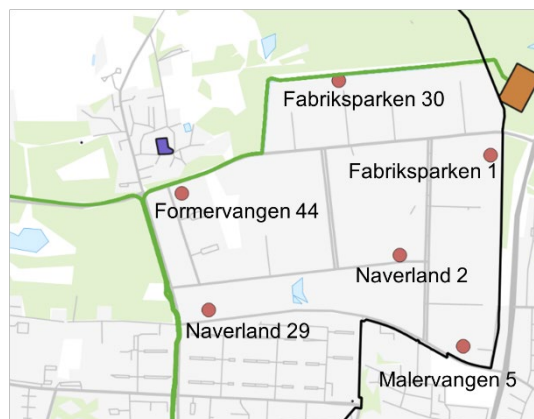 Fabriksparken 30
Fabriksparken 1
Formervangen 44
Naverland 2
Naverland 29
Malervangen 5